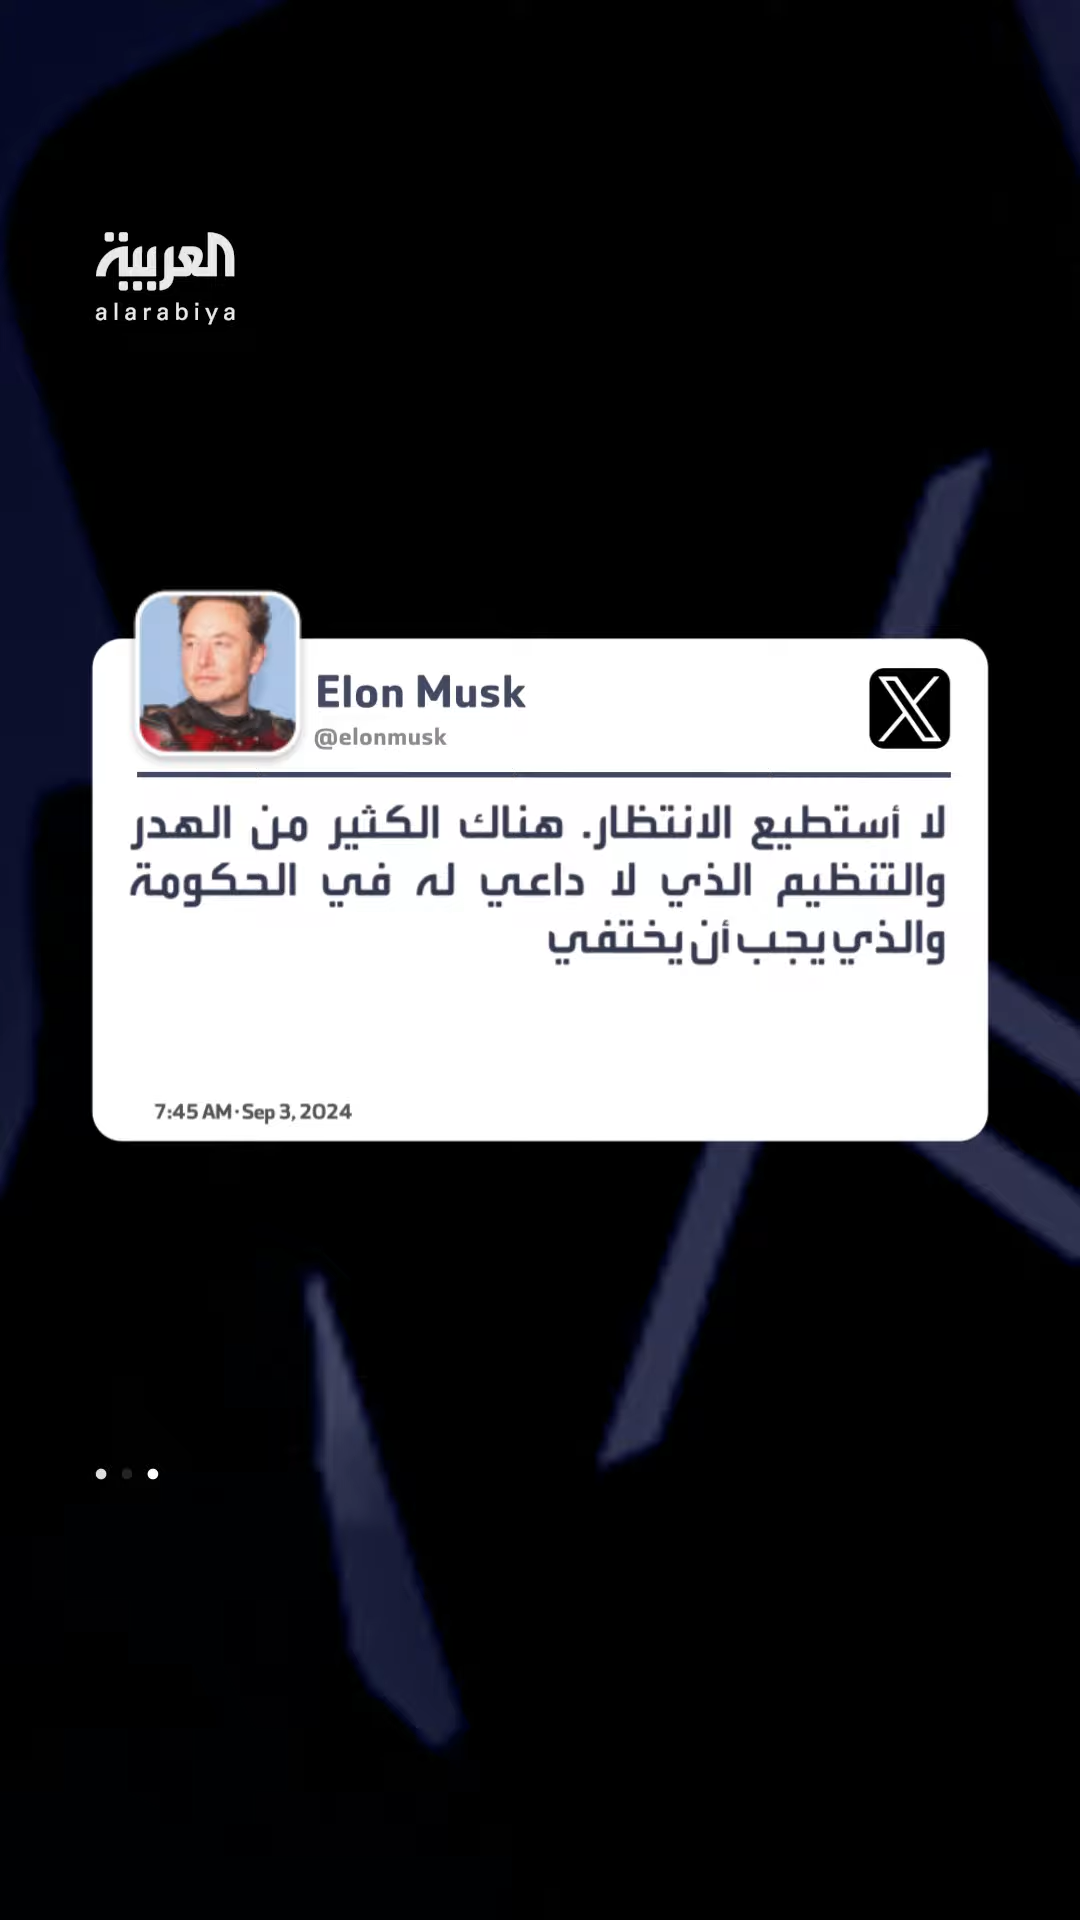 العربية
alarabiya
Elon Musk
@elonmusk
لا أستطيع الانتظار. هناك الكثير من الهدر
والتنظيم الذي لا داعي له في الحكومة
والذي يجب أن يختفي
7:45 AM · Sep 3, 2024